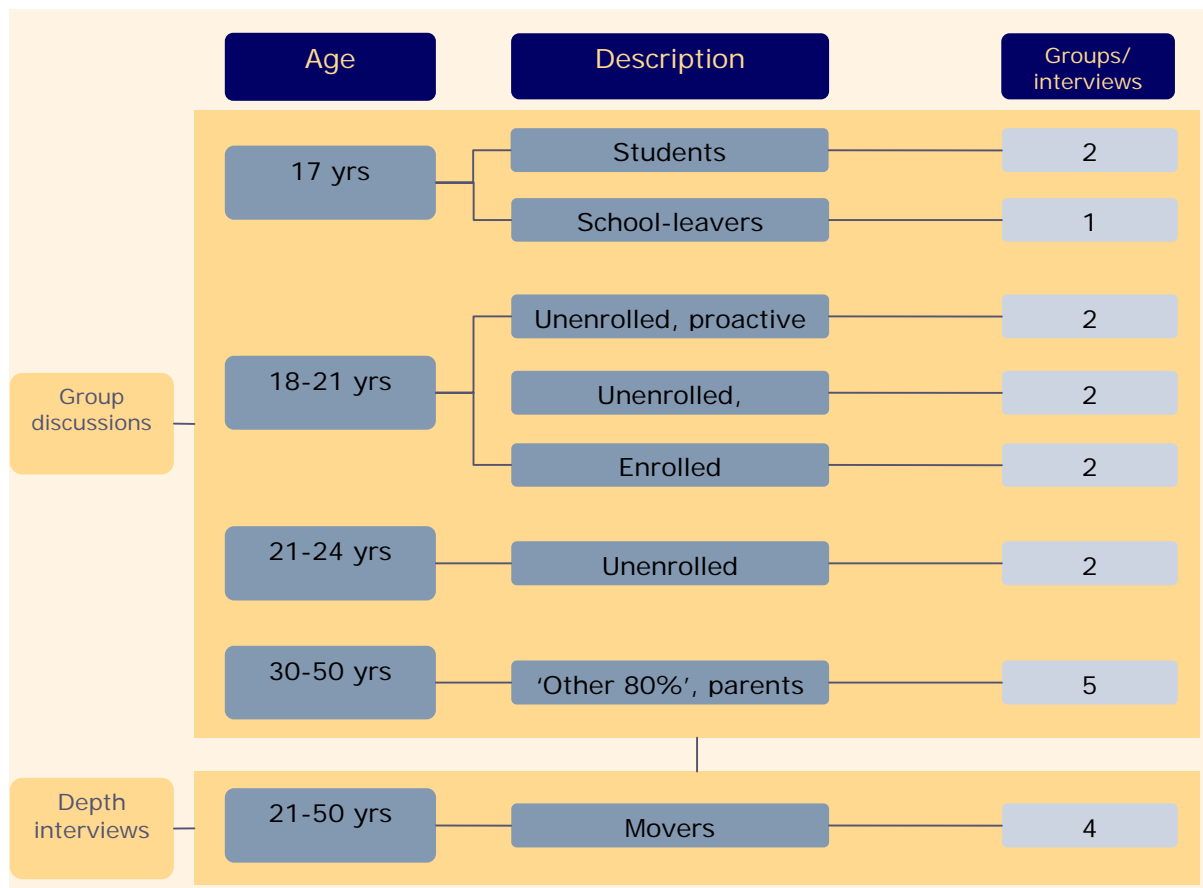 Age
Description
Groups/
interviews
17 yrs
Students
2
School-leavers
1
Group
discussions
18-21 yrs
Unenrolled, proactive
2
Unenrolled,
2
Enrolled
2
21-24 yrs
Unenrolled
2
30-50 yrs
‘Other 80%’, parents
5
Depth
interviews
21-50 yrs
Movers
4